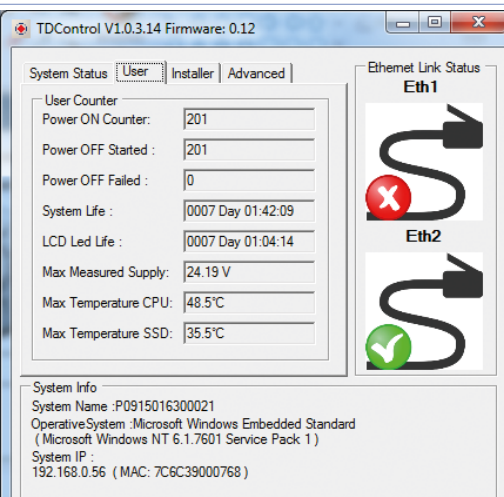 TDControl V1.0.3.14 Firmware: 0.12
System Status User Installer Advanced
User Counter
Power ON Counter: 201
Power OFF Started : 201
Power OFF Failed : 0
System Life : 0007 Day 01:42:09
LCD Led Life : 0007 Day 01:04:14
Max Measured Supply: 24.19 V
Max Temperature CPU: 48.5°C
Max Temperature SSD: 35.5°C
Ethernet Link Status
Eth1
Eth2
System Info
System Name :P0915016300021
OperativeSystem :Microsoft Windows Embedded Standard
( Microsoft Windows NT 6.1.7601 Service Pack 1 )
System IP :
192.168.0.56 ( MAC: 7C6C39000768 )